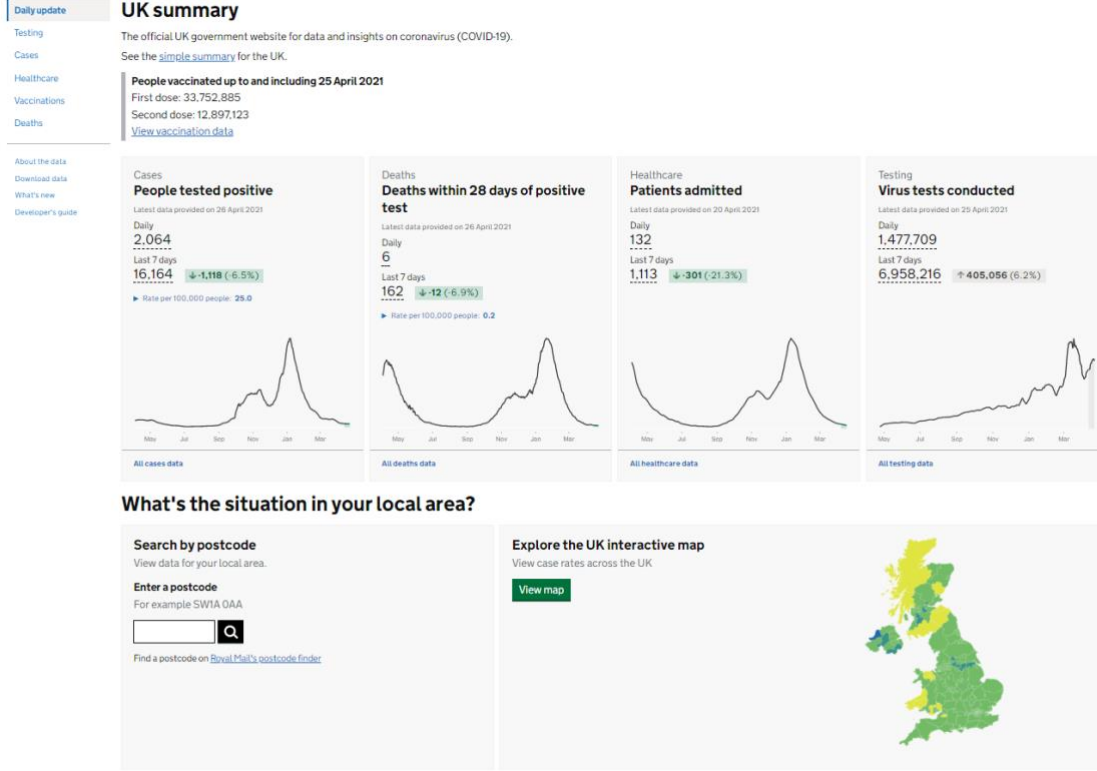 Daily update
Testing
Cases
Healthcare
Vaccinations
Deaths
About the data
Download data
What's new
Developer's guide
UK summary
The official UK government website for data and insights on coronavirus (COVID-19).
See the simple summary for the UK.
People vaccinated up to and including 25 April 2021
First dose: 33,752,885
Second dose: 12,897,123
View vaccination data
Cases
People tested positive
Latest data provided on 26 April 2021
Daily
2,064
Last 7 days
16,164 ↓ -1,118 (-6.5%)
▶ Rate per 100,000 people: 25.0
May Jul Sep Nov Jan Mar
All cases data
Deaths
Deaths within 28 days of positive
test
Latest data provided on 26 April 2021
Daily
6
Last 7 days
162 ↓ -12 (-6.9%)
▶ Rate per 100,000 people: 0.2
May Jul Sep Nov Jan Mar
All deaths data
Healthcare
Patients admitted
Latest data provided on 20 April 2021
Daily
132
Last 7 days
1,113 ↓ -301 (-21.3%)
May Jul Sep Nov Jan Mar
All healthcare data
Testing
Virus tests conducted
Latest data provided on 25 April 2021
Daily
1,477,709
Last 7 days
6,958,216 ↑ 405,056 (6.2%)
May Jul Sep Nov Jan Mar
All testing data
What's the situation in your local area?
Search by postcode
View data for your local area.
Enter a postcode
For example SW1A 0AA
Find a postcode on Royal Mail's postcode finder
Explore the UK interactive map
View case rates across the UK
View map